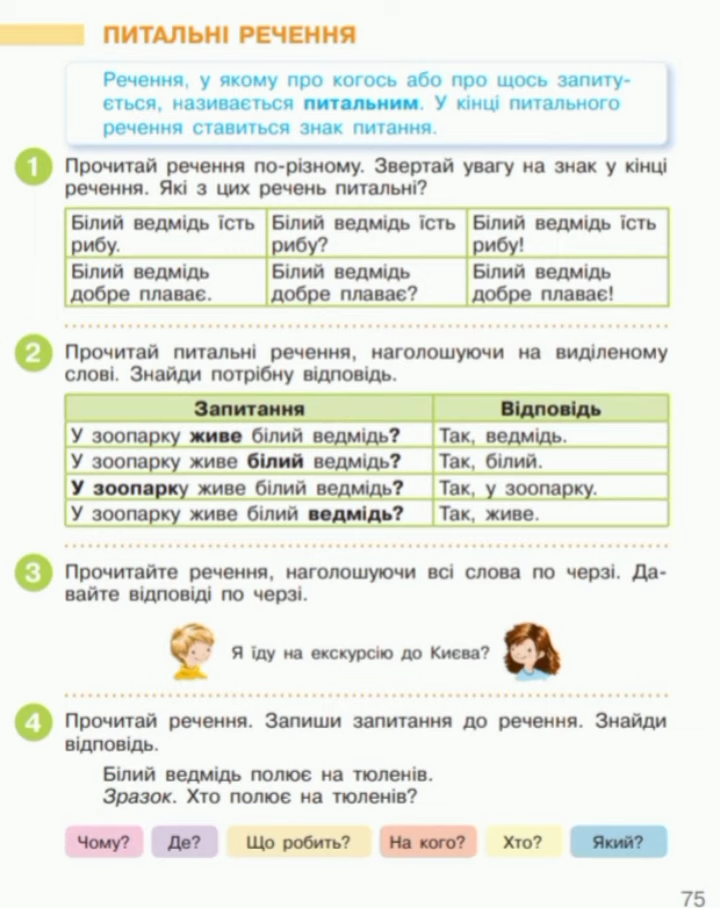 ПИТАЛЬНІ РЕЧЕННЯ
Речення, у якому про когось або про щось запиту-
ється, називається питальним. У кінці питального
речення ставиться знак питання.
1 Прочитай речення по-різному. Звертай увагу на знак у кінці
речення. Які з цих речень питальні?
Білий ведмідь їсть Білий ведмідь їсть Білий ведмідь їсть
рибу. рибу? рибу!
Білий ведмідь Білий ведмідь Білий ведмідь
добре плаває. добре плаває? добре плаває!
2 Прочитай питальні речення, наголошуючи на виділеному
слові. Знайди потрібну відповідь.
Запитання Відповідь
У зоопарку живе білий ведмідь? Так, ведмідь.
У зоопарку живе білий ведмідь? Так, білий.
У зоопарку живе білий ведмідь? Так, у зоопарку.
У зоопарку живе білий ведмідь? Так, живе.
3 Прочитайте речення, наголошуючи всі слова по черзі. Да-
вайте відповіді по черзі.
Я їду на екскурсію до Києва?
4 Прочитай речення. Запиши запитання до речення. Знайди
відповідь.
Білий ведмідь полює на тюленів.
Зразок. Хто полює на тюленів?
Чому? Де? Що робить? На кого? Хто? Який?
75